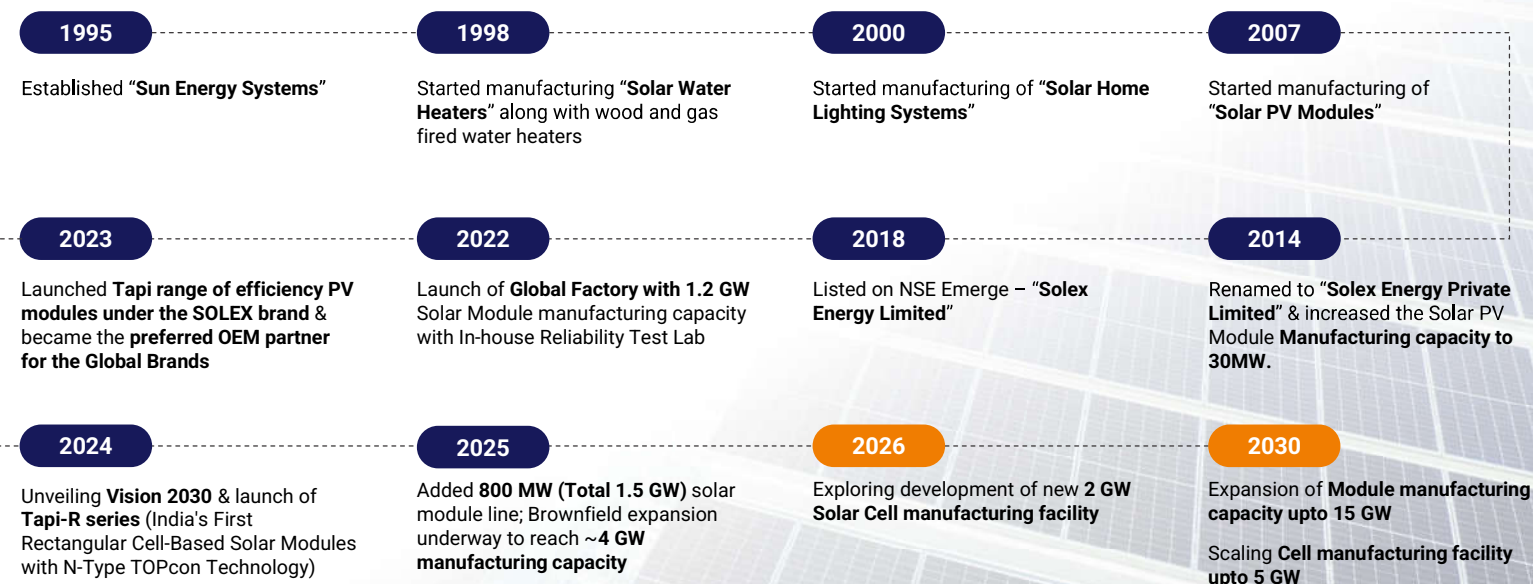 1995
Established “Sun Energy Systems”
1998
Started manufacturing “Solar Water
Heaters” along with wood and gas
fired water heaters
2000
Started manufacturing of “Solar Home
Lighting Systems”
2007
Started manufacturing of
“Solar PV Modules”
2014
Renamed to “Solex Energy Private
Limited” & increased the Solar PV
Module Manufacturing capacity to
30MW.
2018
Listed on NSE Emerge – “Solex
Energy Limited”
2022
Launch of Global Factory with 1.2 GW
Solar Module manufacturing capacity
with In-house Reliability Test Lab
2023
Launched Tapi range of efficiency PV
modules under the SOLEX brand &
became the preferred OEM partner
for the Global Brands
2024
Unveiling Vision 2030 & launch of
Tapi-R series (India's First
Rectangular Cell-Based Solar Modules
with N-Type TOPcon Technology)
2025
Added 800 MW (Total 1.5 GW) solar
module line; Brownfield expansion
underway to reach ~4 GW
manufacturing capacity
2026
Exploring development of new 2 GW
Solar Cell manufacturing facility
2030
Expansion of Module manufacturing
capacity upto 15 GW
Scaling Cell manufacturing facility
upto 5 GW